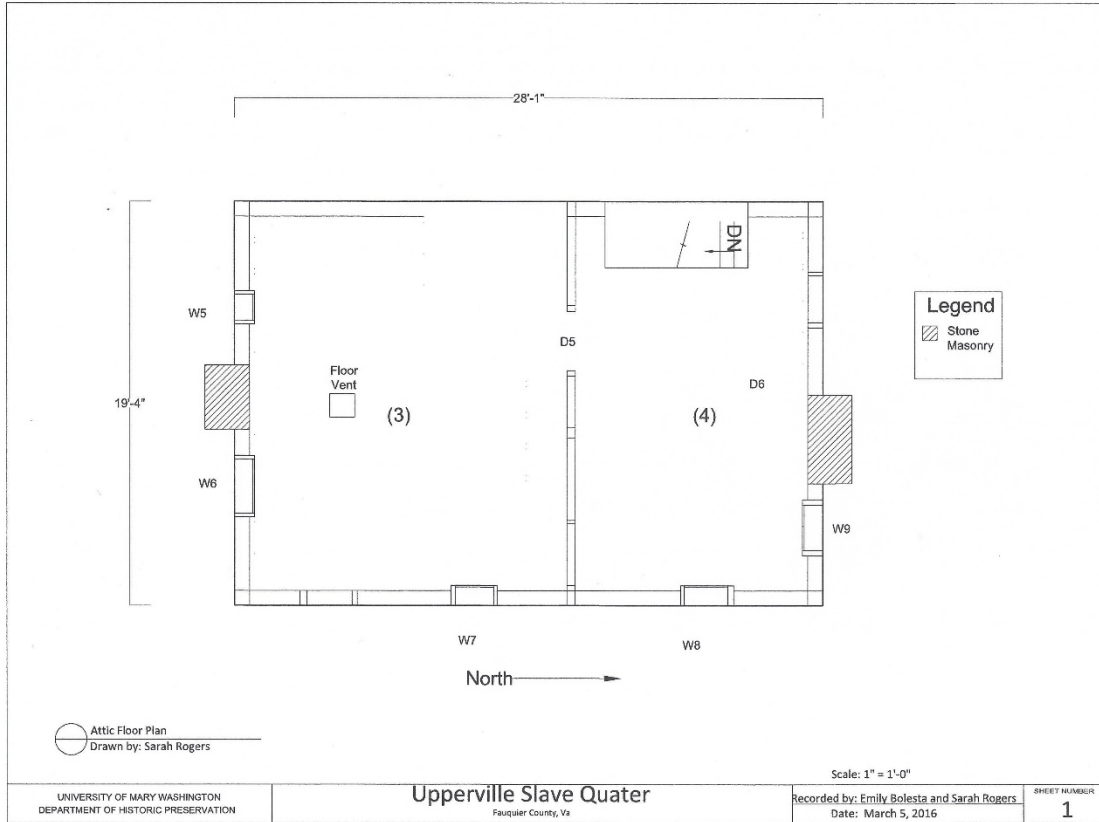 28'-1"
DN
W5
Legend
Stone
Masonry
D5
Floor
Vent
D6
19'-4"
(3)
(4)
W6
W9
W7
W8
North
Attic Floor Plan
Drawn by: Sarah Rogers
Scale: 1" = 1'-0"
UNIVERSITY OF MARY WASHINGTON
DEPARTMENT OF HISTORIC PRESERVATION
Upperville Slave Quater
Fauquier County, Va
Recorded by: Emily Bolesta and Sarah Rogers
Date: March 5, 2016
SHEET NUMBER
1